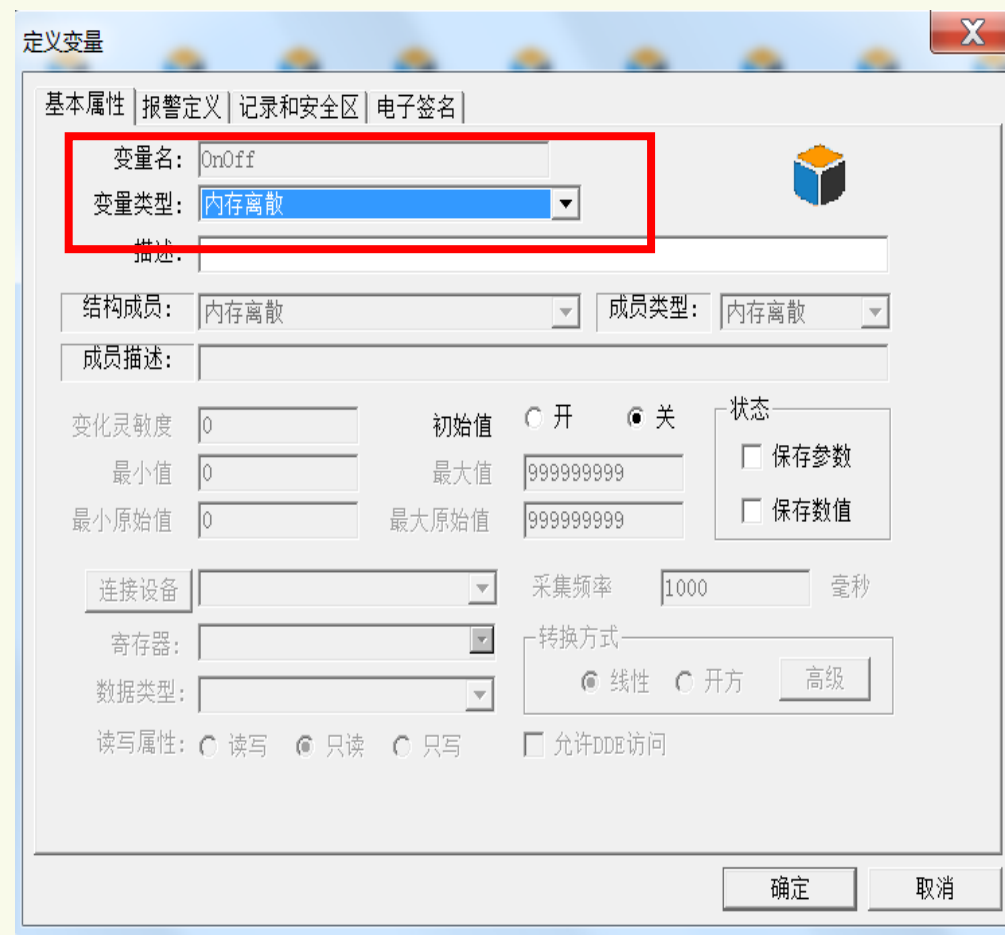 定义变量
基本属性 报警定义 记录和安全区 电子签名
变量名: OnOff
变量类型: 内存离散
描述:
结构成员: 内存离散 成员类型: 内存离散
成员描述:
变化灵敏度 0 初始值 开 关 状态
保存参数
最小值 0 最大值 999999999
保存数值
最小原始值 0 最大原始值 999999999
连接设备 采集频率 1000 毫秒
寄存器: 转换方式
数据类型: 线性 开方 高级
读写属性: 读写 只读 只写 允许DDE访问
确定 取消